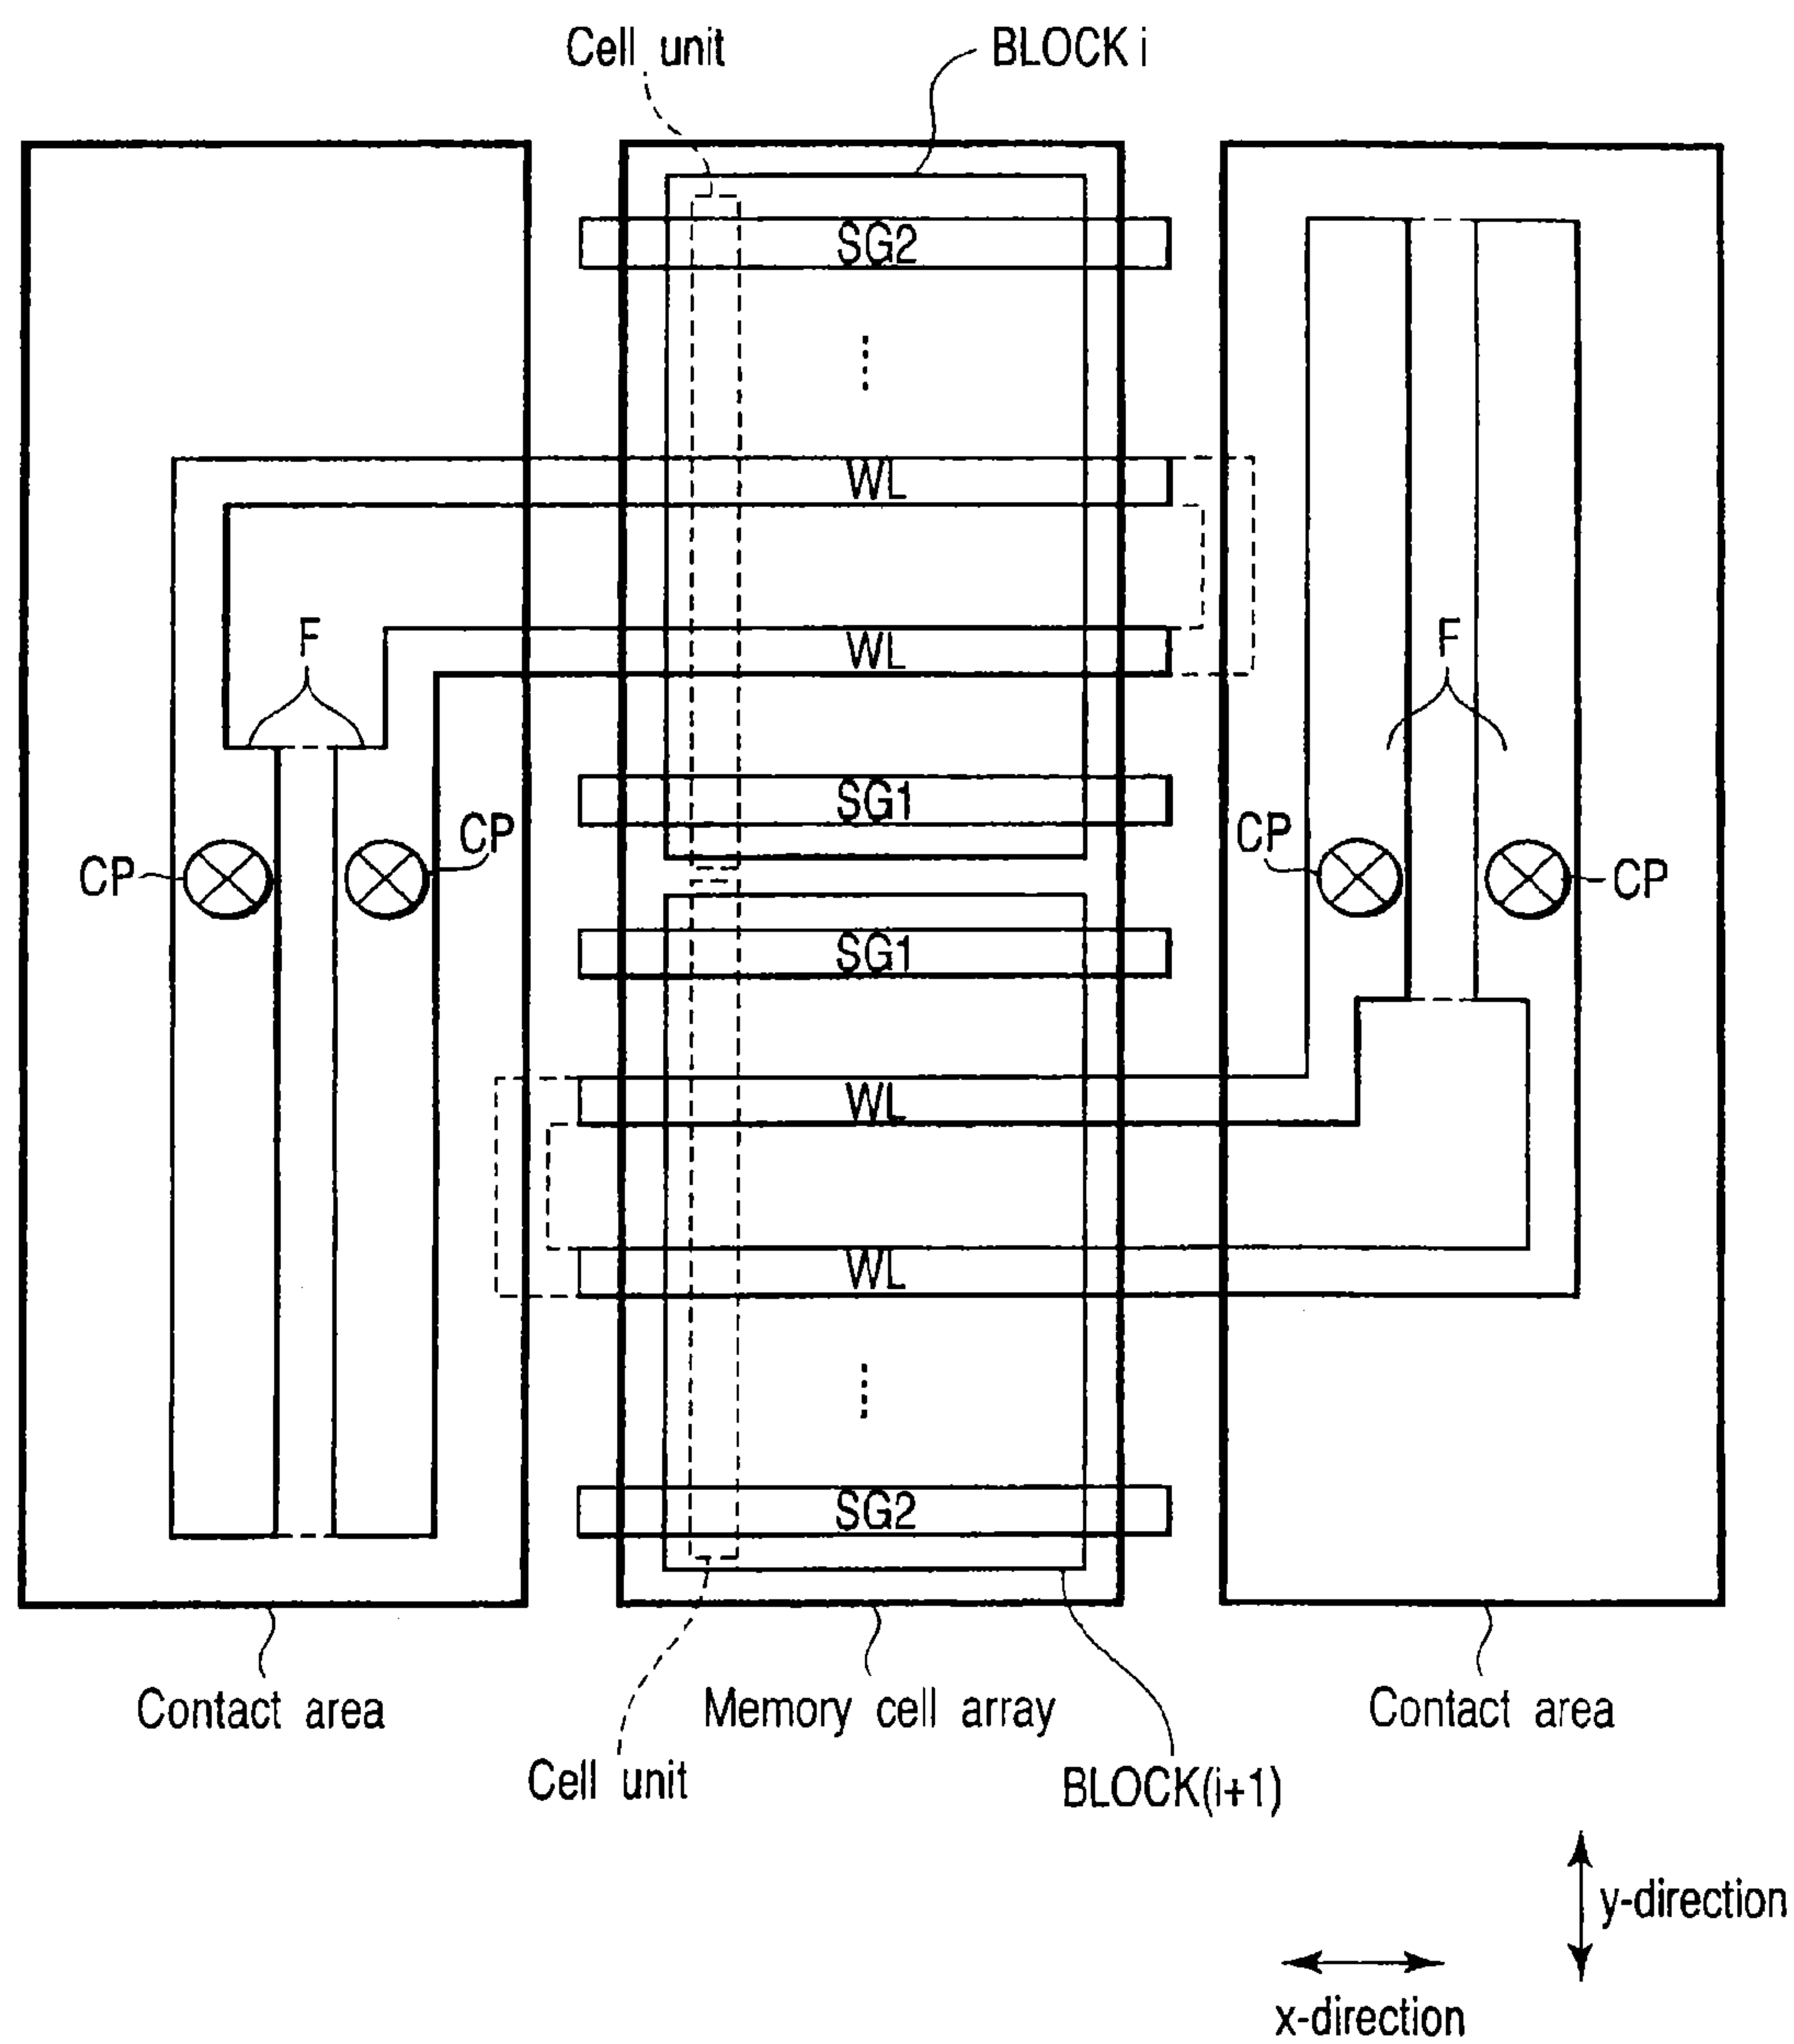 Cell unit
BLOCK i
SG2
WL
WL
F
F
SG1
CP
CP
CP
CP
SG1
WL
WL
SG2
Contact area
Memory cell array
Contact area
Cell unit
BLOCK(i+1)
y-direction
x-direction